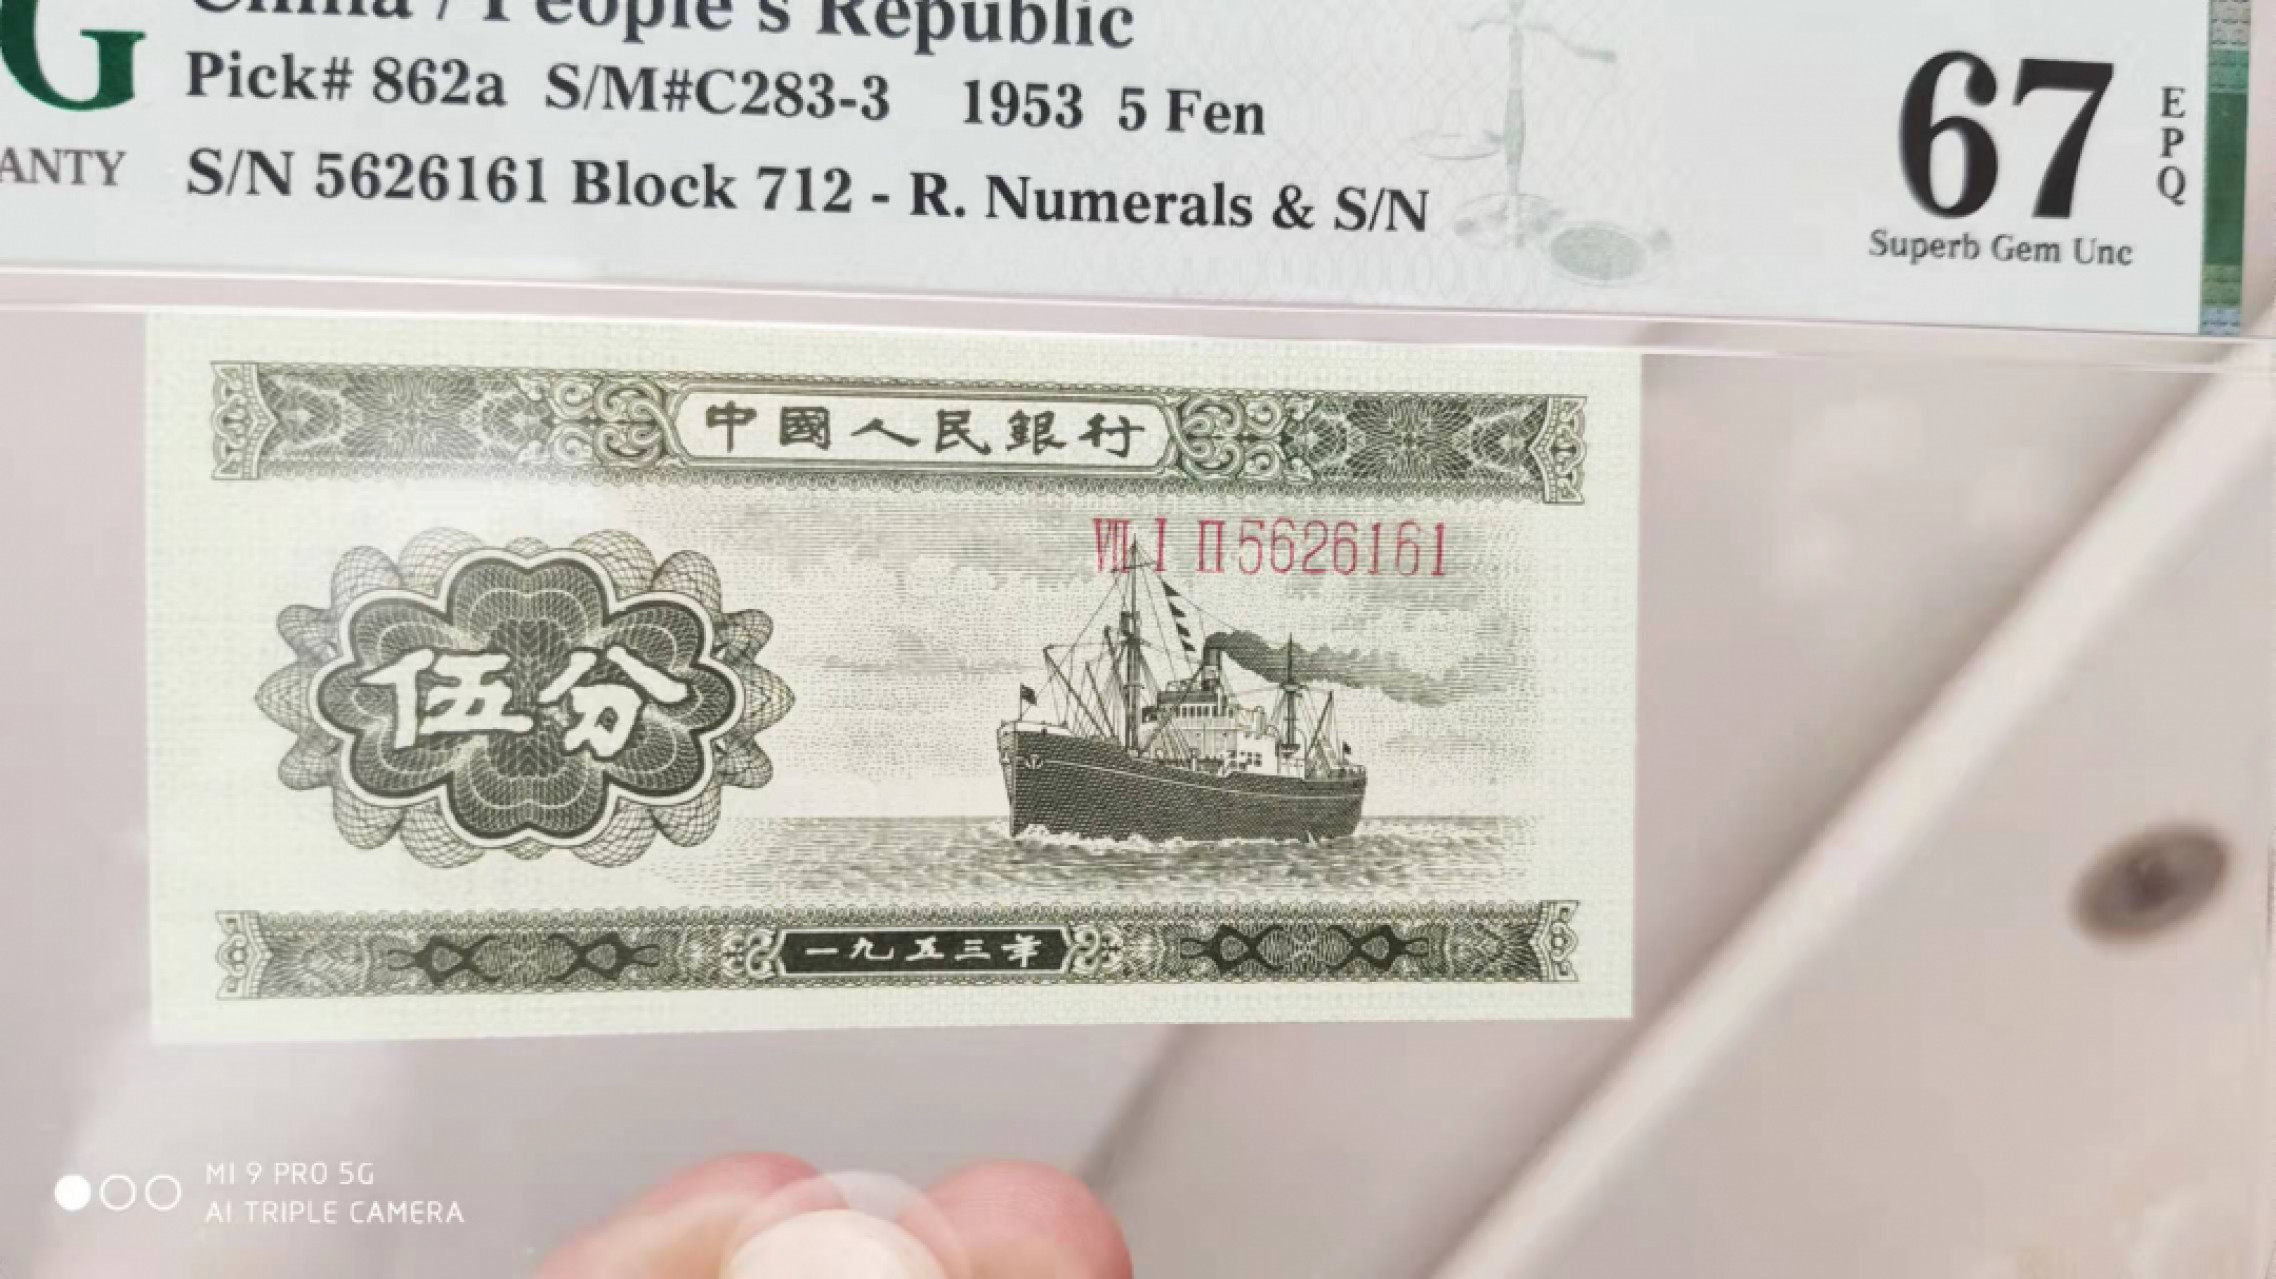 G
China / People's Republic
Pick# 862a S/M#C283-3 1953 5 Fen
ANTY
S/N 5626161 Block 712 - R. Numerals & S/N
67
EPQ
Superb Gem Unc
中國人民銀行
VII I II 5626161
伍分
一九五三年
MI 9 PRO 5G
AI TRIPLE CAMERA